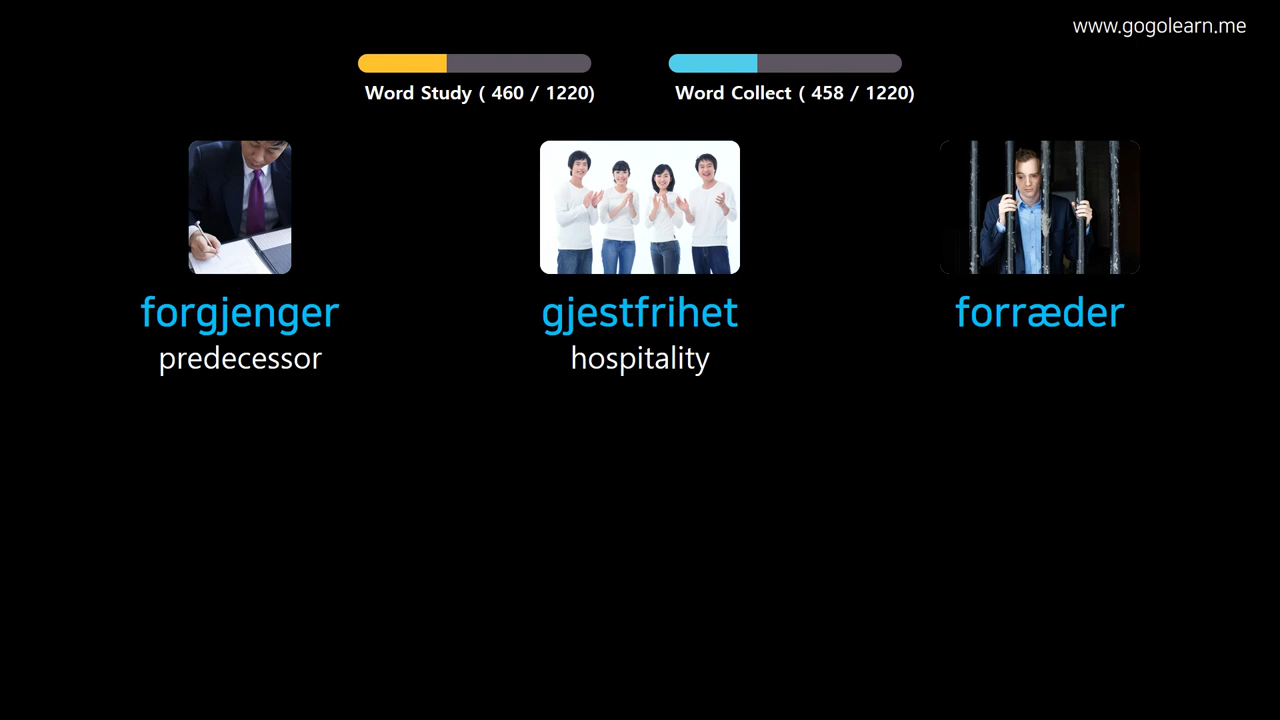 www.gogolearn.me
Word Study ( 460 / 1220)
Word Collect ( 458 / 1220)
forgjenger
predecessor
gjestfrihet
hospitality
forræder